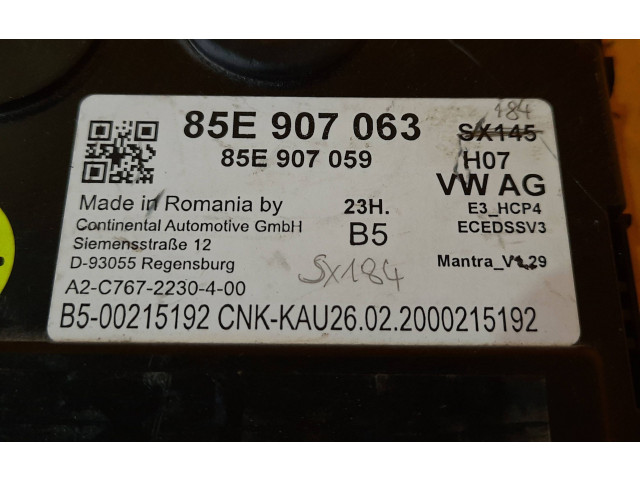 184
85E 907 063 SX145
85E 907 059 H07
VW AG
Made in Romania by 23H. E3_HCP4
Continental Automotive GmbH B5 ECEDSSV3
Siemensstraße 12
D-93055 Regensburg SX184 Mantra_V1.29
A2-C767-2230-4-00
B5-00215192 CNK-KAU26.02.2000215192